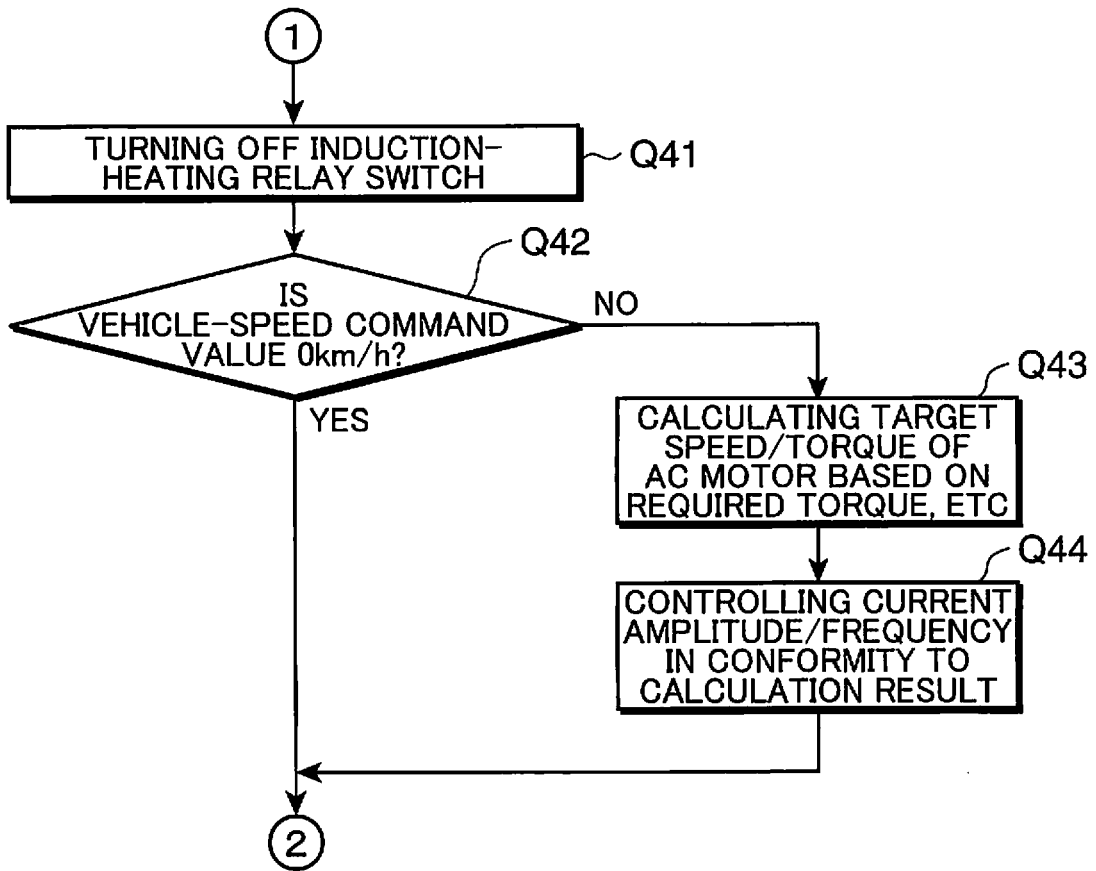 1
TURNING OFF INDUCTION-
HEATING RELAY SWITCH
Q41
Q42
IS
VEHICLE-SPEED COMMAND
VALUE 0km/h?
NO
YES
Q43
CALCULATING TARGET
SPEED/TORQUE OF
AC MOTOR BASED ON
REQUIRED TORQUE, ETC
Q44
CONTROLLING CURRENT
AMPLITUDE/FREQUENCY
IN CONFORMITY TO
CALCULATION RESULT
2